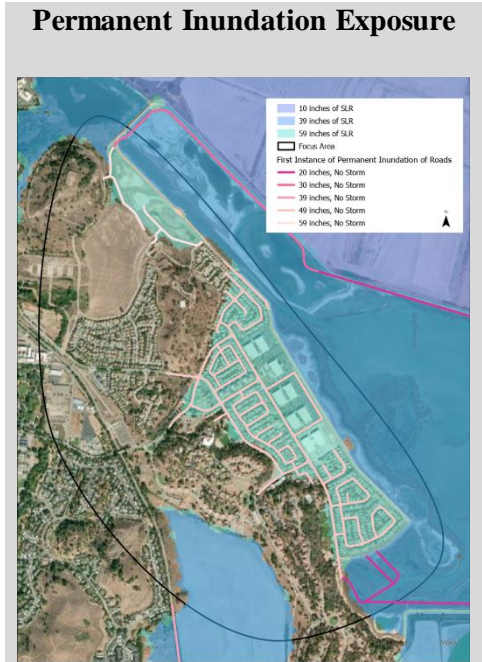 Permanent Inundation Exposure
10 inches of SLR
39 inches of SLR
59 inches of SLR
Focus Area
First Instance of Permanent Inundation of Roads
20 inches, No Storm
30 inches, No Storm
39 inches, No Storm
49 inches, No Storm
59 inches, No Storm